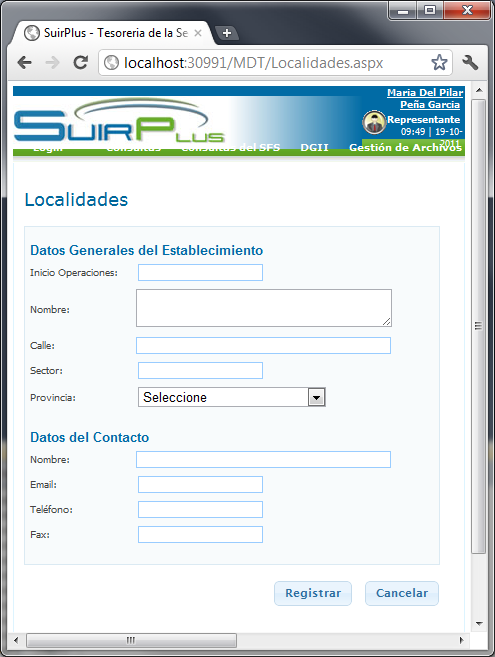 SuirPlus - Tesoreria de la Se
localhost:30991/MDT/Localidades.aspx
SUIRPLUS
Maria Del Pilar
Peña Garcia
Representante
09:49 | 19-10-
2011
Login Consultas Consultas del SFS DGII Gestión de Archivos
Localidades
Datos Generales del Establecimiento
Inicio Operaciones:
Nombre:
Calle:
Sector:
Provincia: Seleccione
Datos del Contacto
Nombre:
Email:
Teléfono:
Fax:
Registrar Cancelar